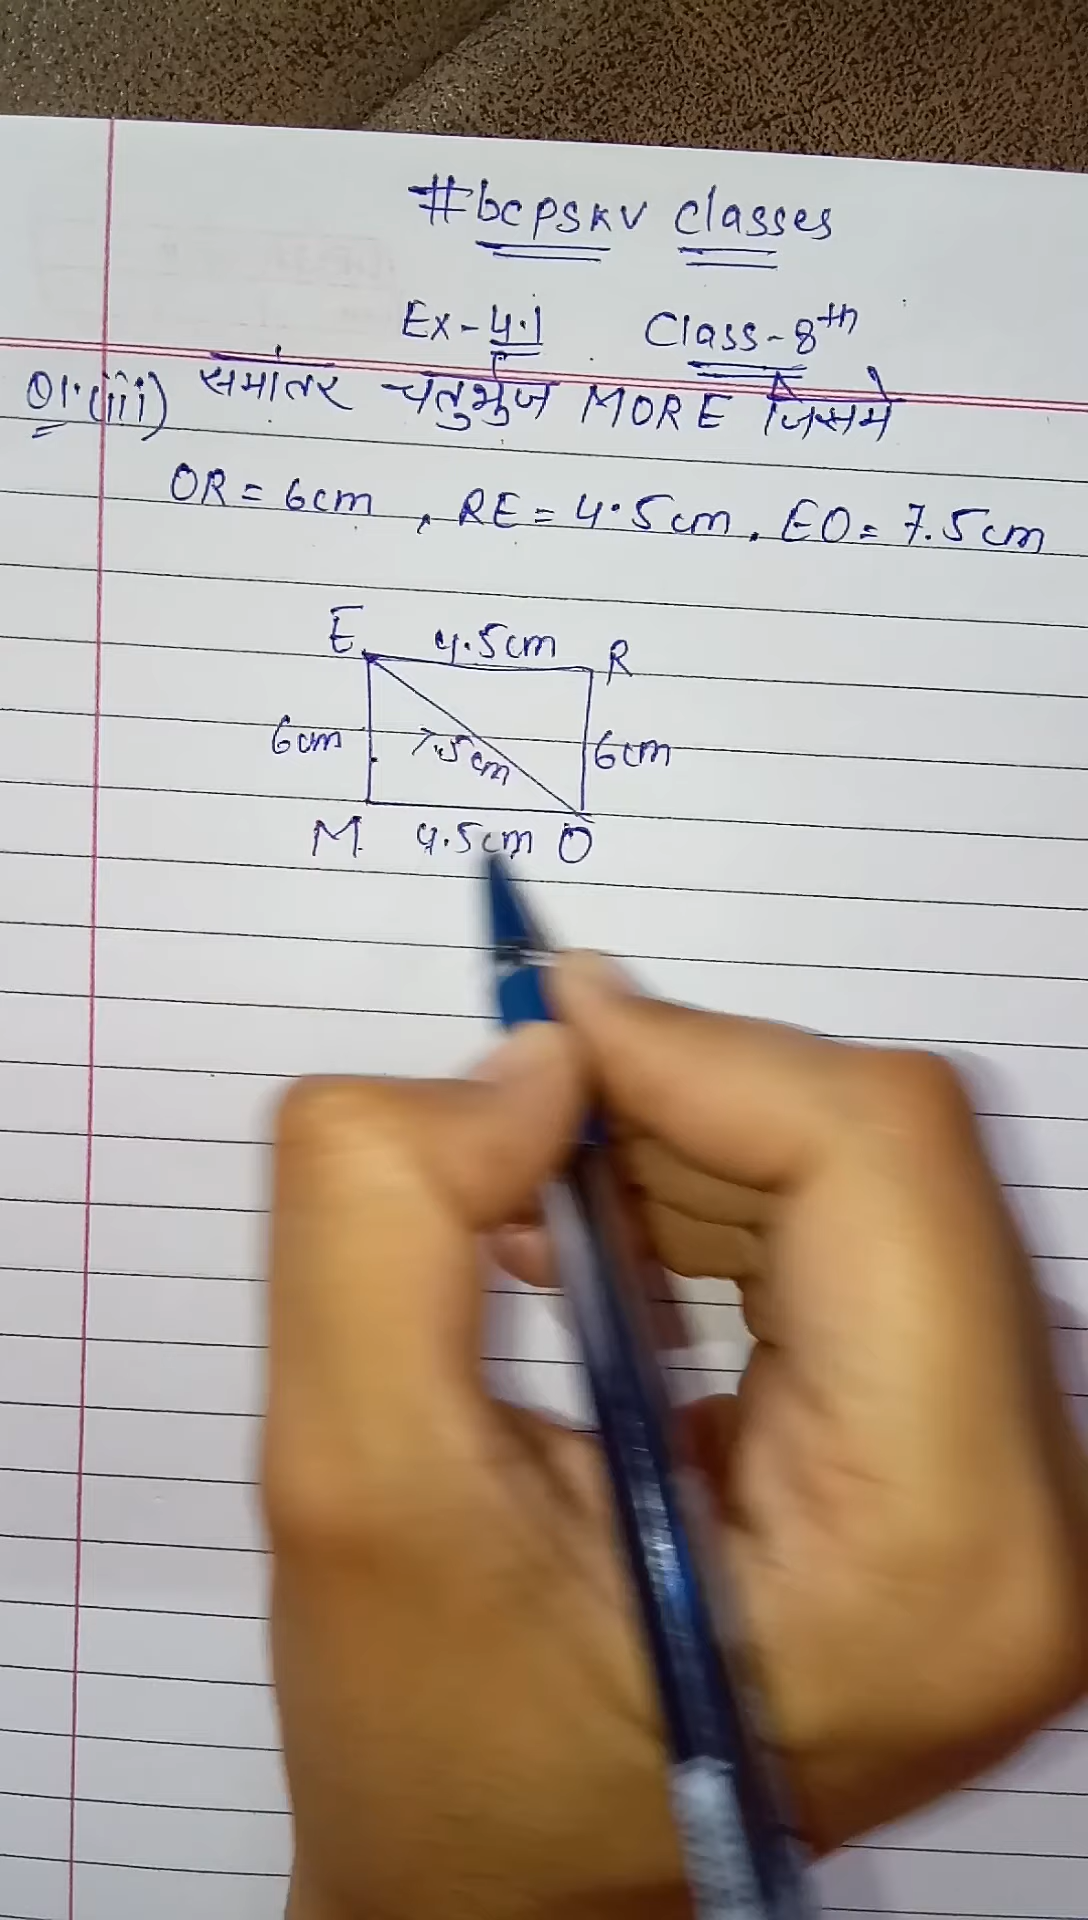 #bcpskv classes
Ex-4.1 Class-8th
Q1.(iii) समांतर चतुर्भुज MORE जिसमें
OR = 6cm, RE = 4.5cm, EO = 7.5cm
E 4.5cm R
6cm 7.5cm 6cm
M 4.5cm O